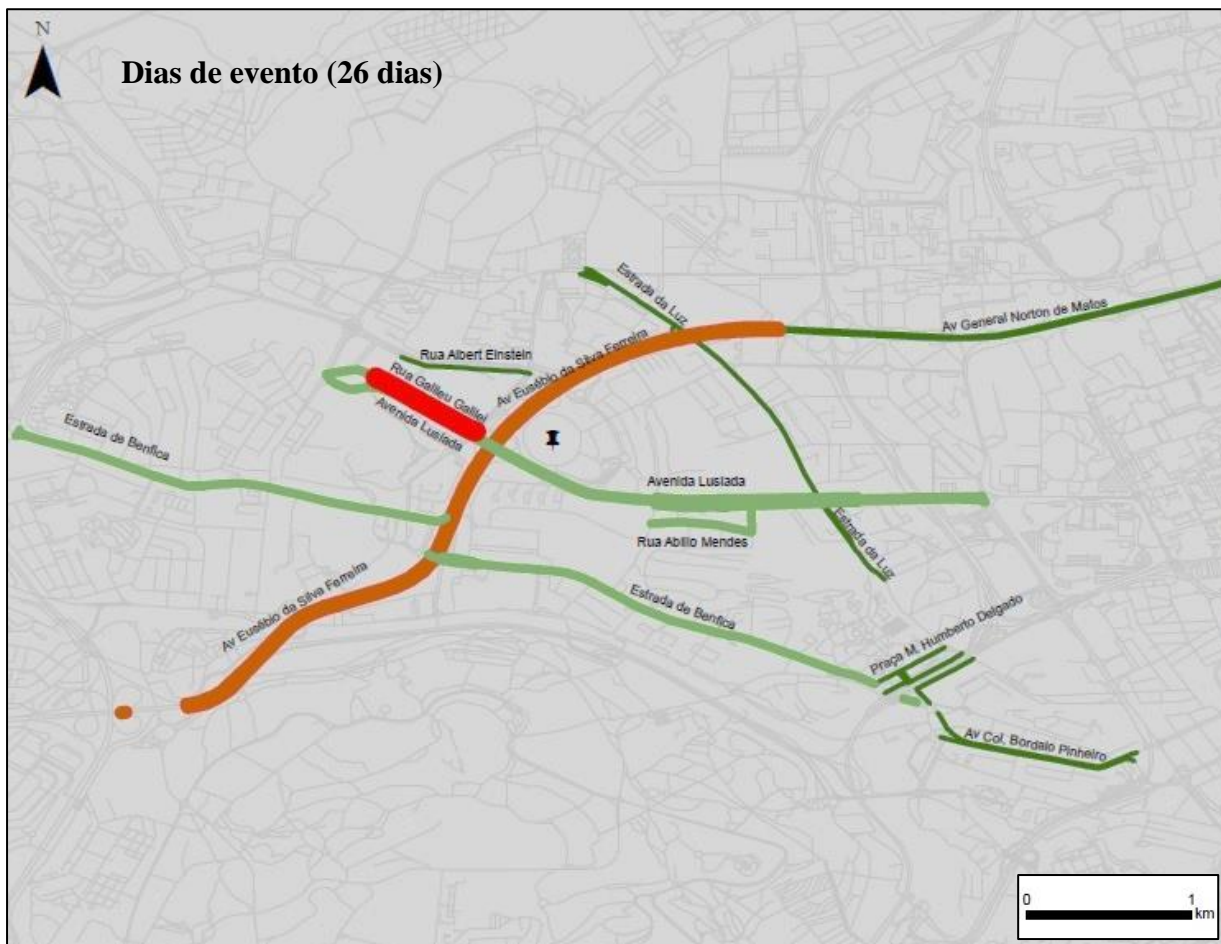 N
Dias de evento (26 dias)
Estrada da Luz
Av General Norton de Matos
Rua Albert Einstein
Av Eusébio da Silva Ferreira
Rua Galileu Galilei
Avenida Lusíada
Estrada de Benfica
Avenida Lusíada
Rua Abílio Mendes
Estrada da Luz
Av Eusébio da Silva Ferreira
Estrada de Benfica
Praça M. Humberto Delgado
Av Col. Bordalo Pinheiro
0 1
km